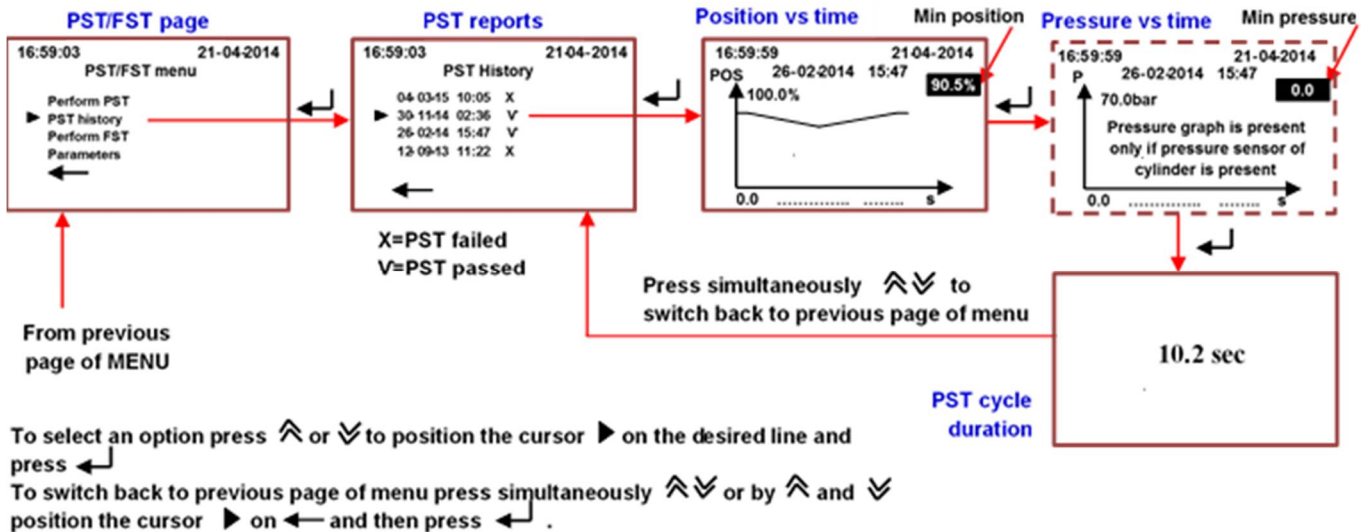 PST/FST page
16:59:03 21-04-2014
PST/FST menu
Perform PST
PST history
Perform FST
Parameters
From previous
page of MENU
PST reports
16:59:03 2104-2014
PST History
04-03-15 10:05 X
30-11-14 02:36 V
26-02-14 15:47 V
12-09-13 11:22 X
X=PST failed
V=PST passed
Position vs time
Min position
16:59:59 2104-2014
POS 26-022014 15:47
90.5%
100.0%
0.0 .............. ........ s
Pressure vs time
Min pressure
16:59:59 21-04-2014
P 26-022014 15:47
0.0
70.0bar
Pressure graph is present
only if pressure sensor of
cylinder is present
0.0 .............. ........ s
Press simultaneously to
switch back to previous page of menu
10.2 sec
PST cycle
duration
To select an option press or to position the cursor on the desired line and
press
To switch back to previous page of menu press simultaneously or by and
position the cursor on and then press .